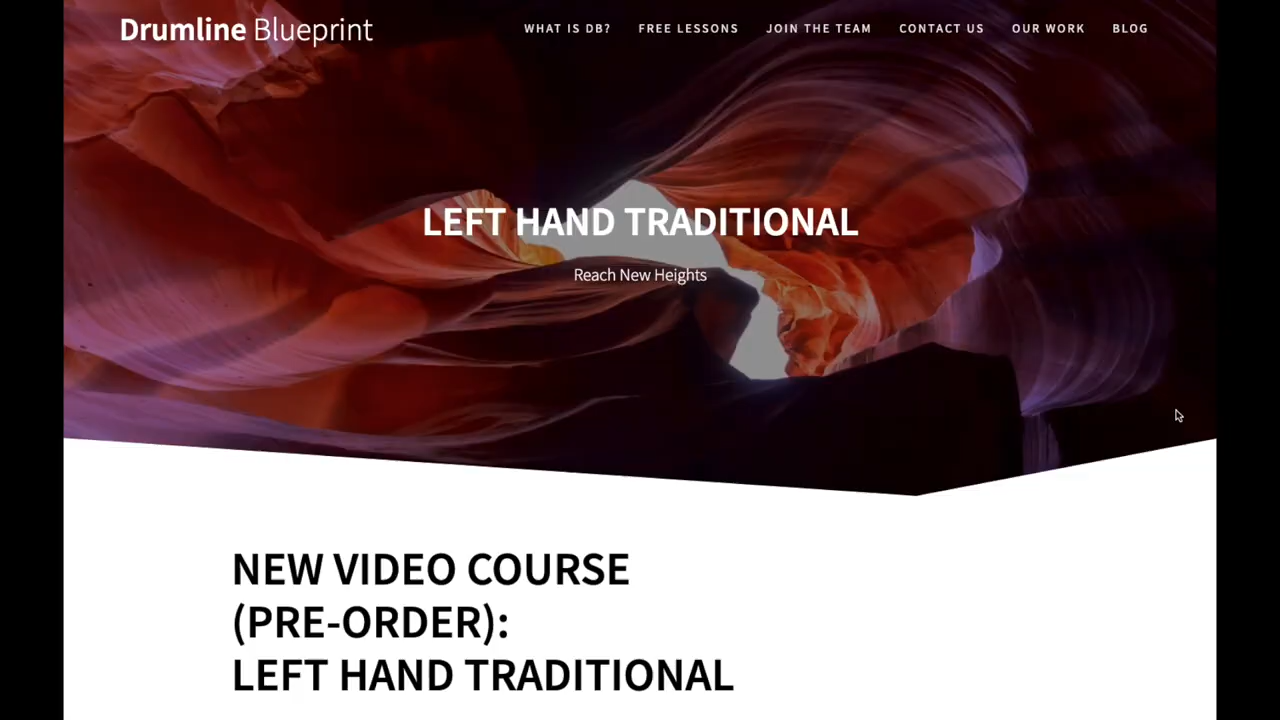 Drumline Blueprint
WHAT IS DB? FREE LESSONS JOIN THE TEAM CONTACT US OUR WORK BLOG
LEFT HAND TRADITIONAL
Reach New Heights
NEW VIDEO COURSE
(PRE-ORDER):
LEFT HAND TRADITIONAL